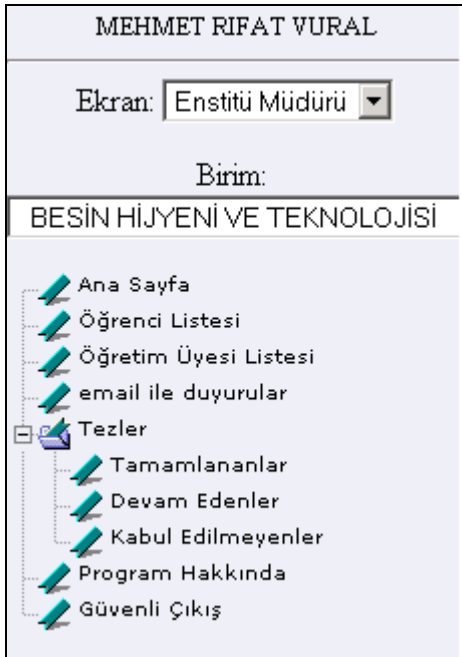 MEHMET RIFAT VURAL
Ekran: Enstitü Müdürü
Birim:
BESİN HİJYENİ VE TEKNOLOJİSİ
Ana Sayfa
Öğrenci Listesi
Öğretim Üyesi Listesi
email ile duyurular
Tezler
Tamamlananlar
Devam Edenler
Kabul Edilmeyenler
Program Hakkında
Güvenli Çıkış